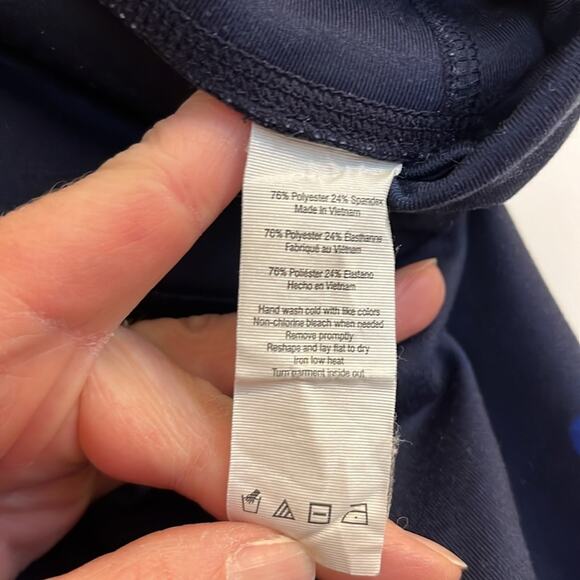 76% Polyester 24% Spandex
Made in Vietnam
76% Polyester 24% Élasthanne
Fabriqué au Viêtnam
76% Poliéster 24% Elastano
Hecho en Vietnam
Hand wash cold with like colors
Non-chlorine bleach when needed
Remove promptly
Reshape and lay flat to dry
Iron low heat
Turn garment inside out